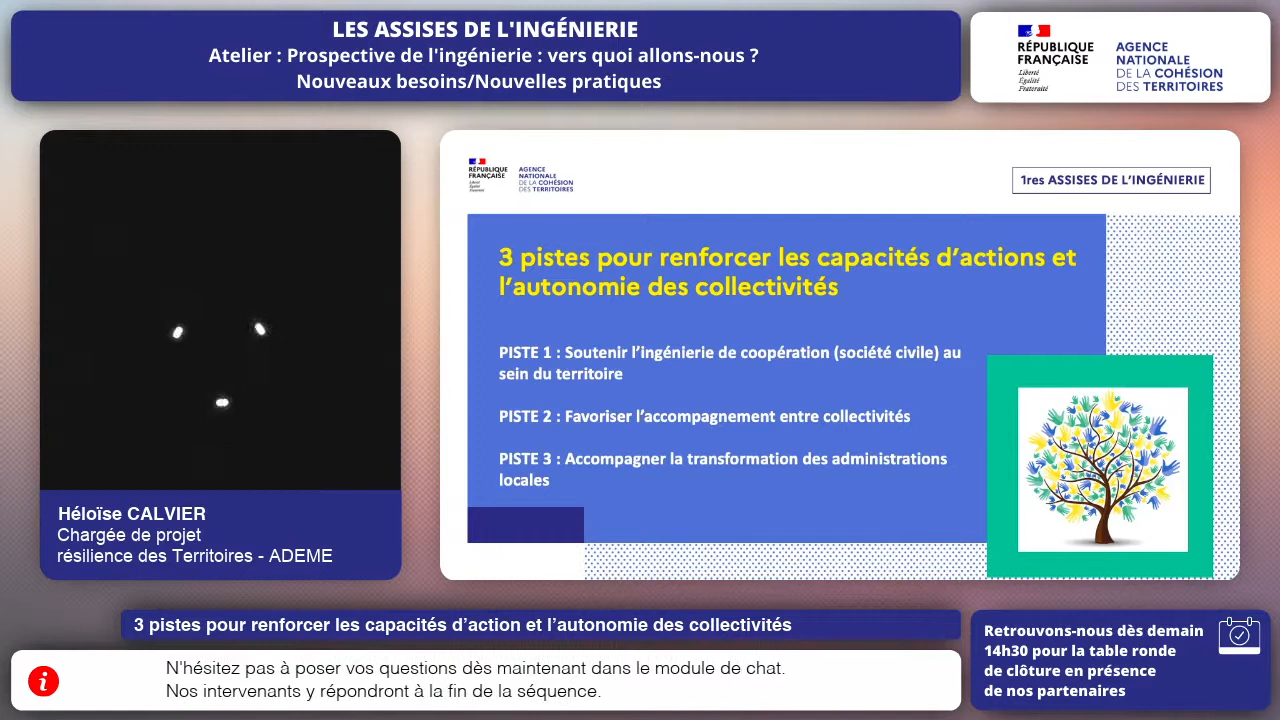 LES ASSISES DE L'INGÉNIERIE
Atelier : Prospective de l'ingénierie : vers quoi allons-nous ?
Nouveaux besoins/Nouvelles pratiques
RÉPUBLIQUE
FRANÇAISE
Liberté
Égalité
Fraternité
AGENCE
NATIONALE
DE LA COHÉSION
DES TERRITOIRES
RÉPUBLIQUE
FRANÇAISE
Liberté
Égalité
Fraternité
AGENCE
NATIONALE
DE LA COHÉSION
DES TERRITOIRES
1res ASSISES DE L'INGÉNIERIE
3 pistes pour renforcer les capacités d'actions et
l'autonomie des collectivités
PISTE 1 : Soutenir l'ingénierie de coopération (société civile) au
sein du territoire
PISTE 2 : Favoriser l'accompagnement entre collectivités
PISTE 3 : Accompagner la transformation des administrations
locales
Héloïse CALVIER
Chargée de projet
résilience des Territoires - ADEME
3 pistes pour renforcer les capacités d'action et l'autonomie des collectivités
N'hésitez pas à poser vos questions dès maintenant dans le module de chat.
Nos intervenants y répondront à la fin de la séquence.
Retrouvons-nous dès demain
14h30 pour la table ronde
de clôture en présence
de nos partenaires